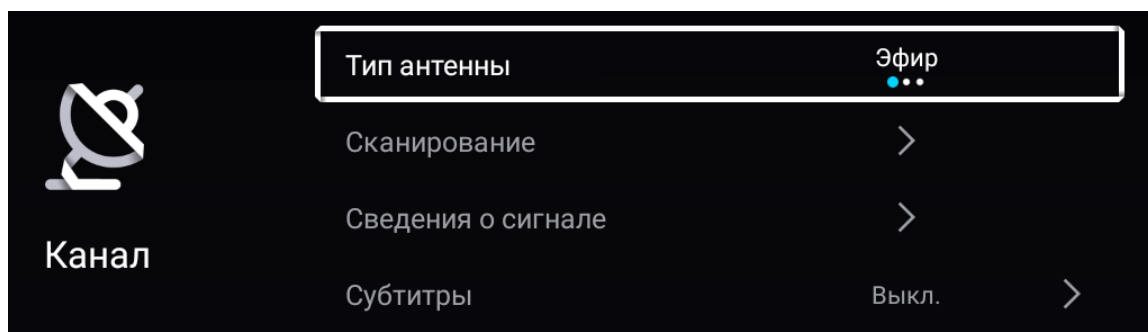 Тип антенны Эфир
Сканирование
Сведения о сигнале
Канал
Субтитры Выкл.